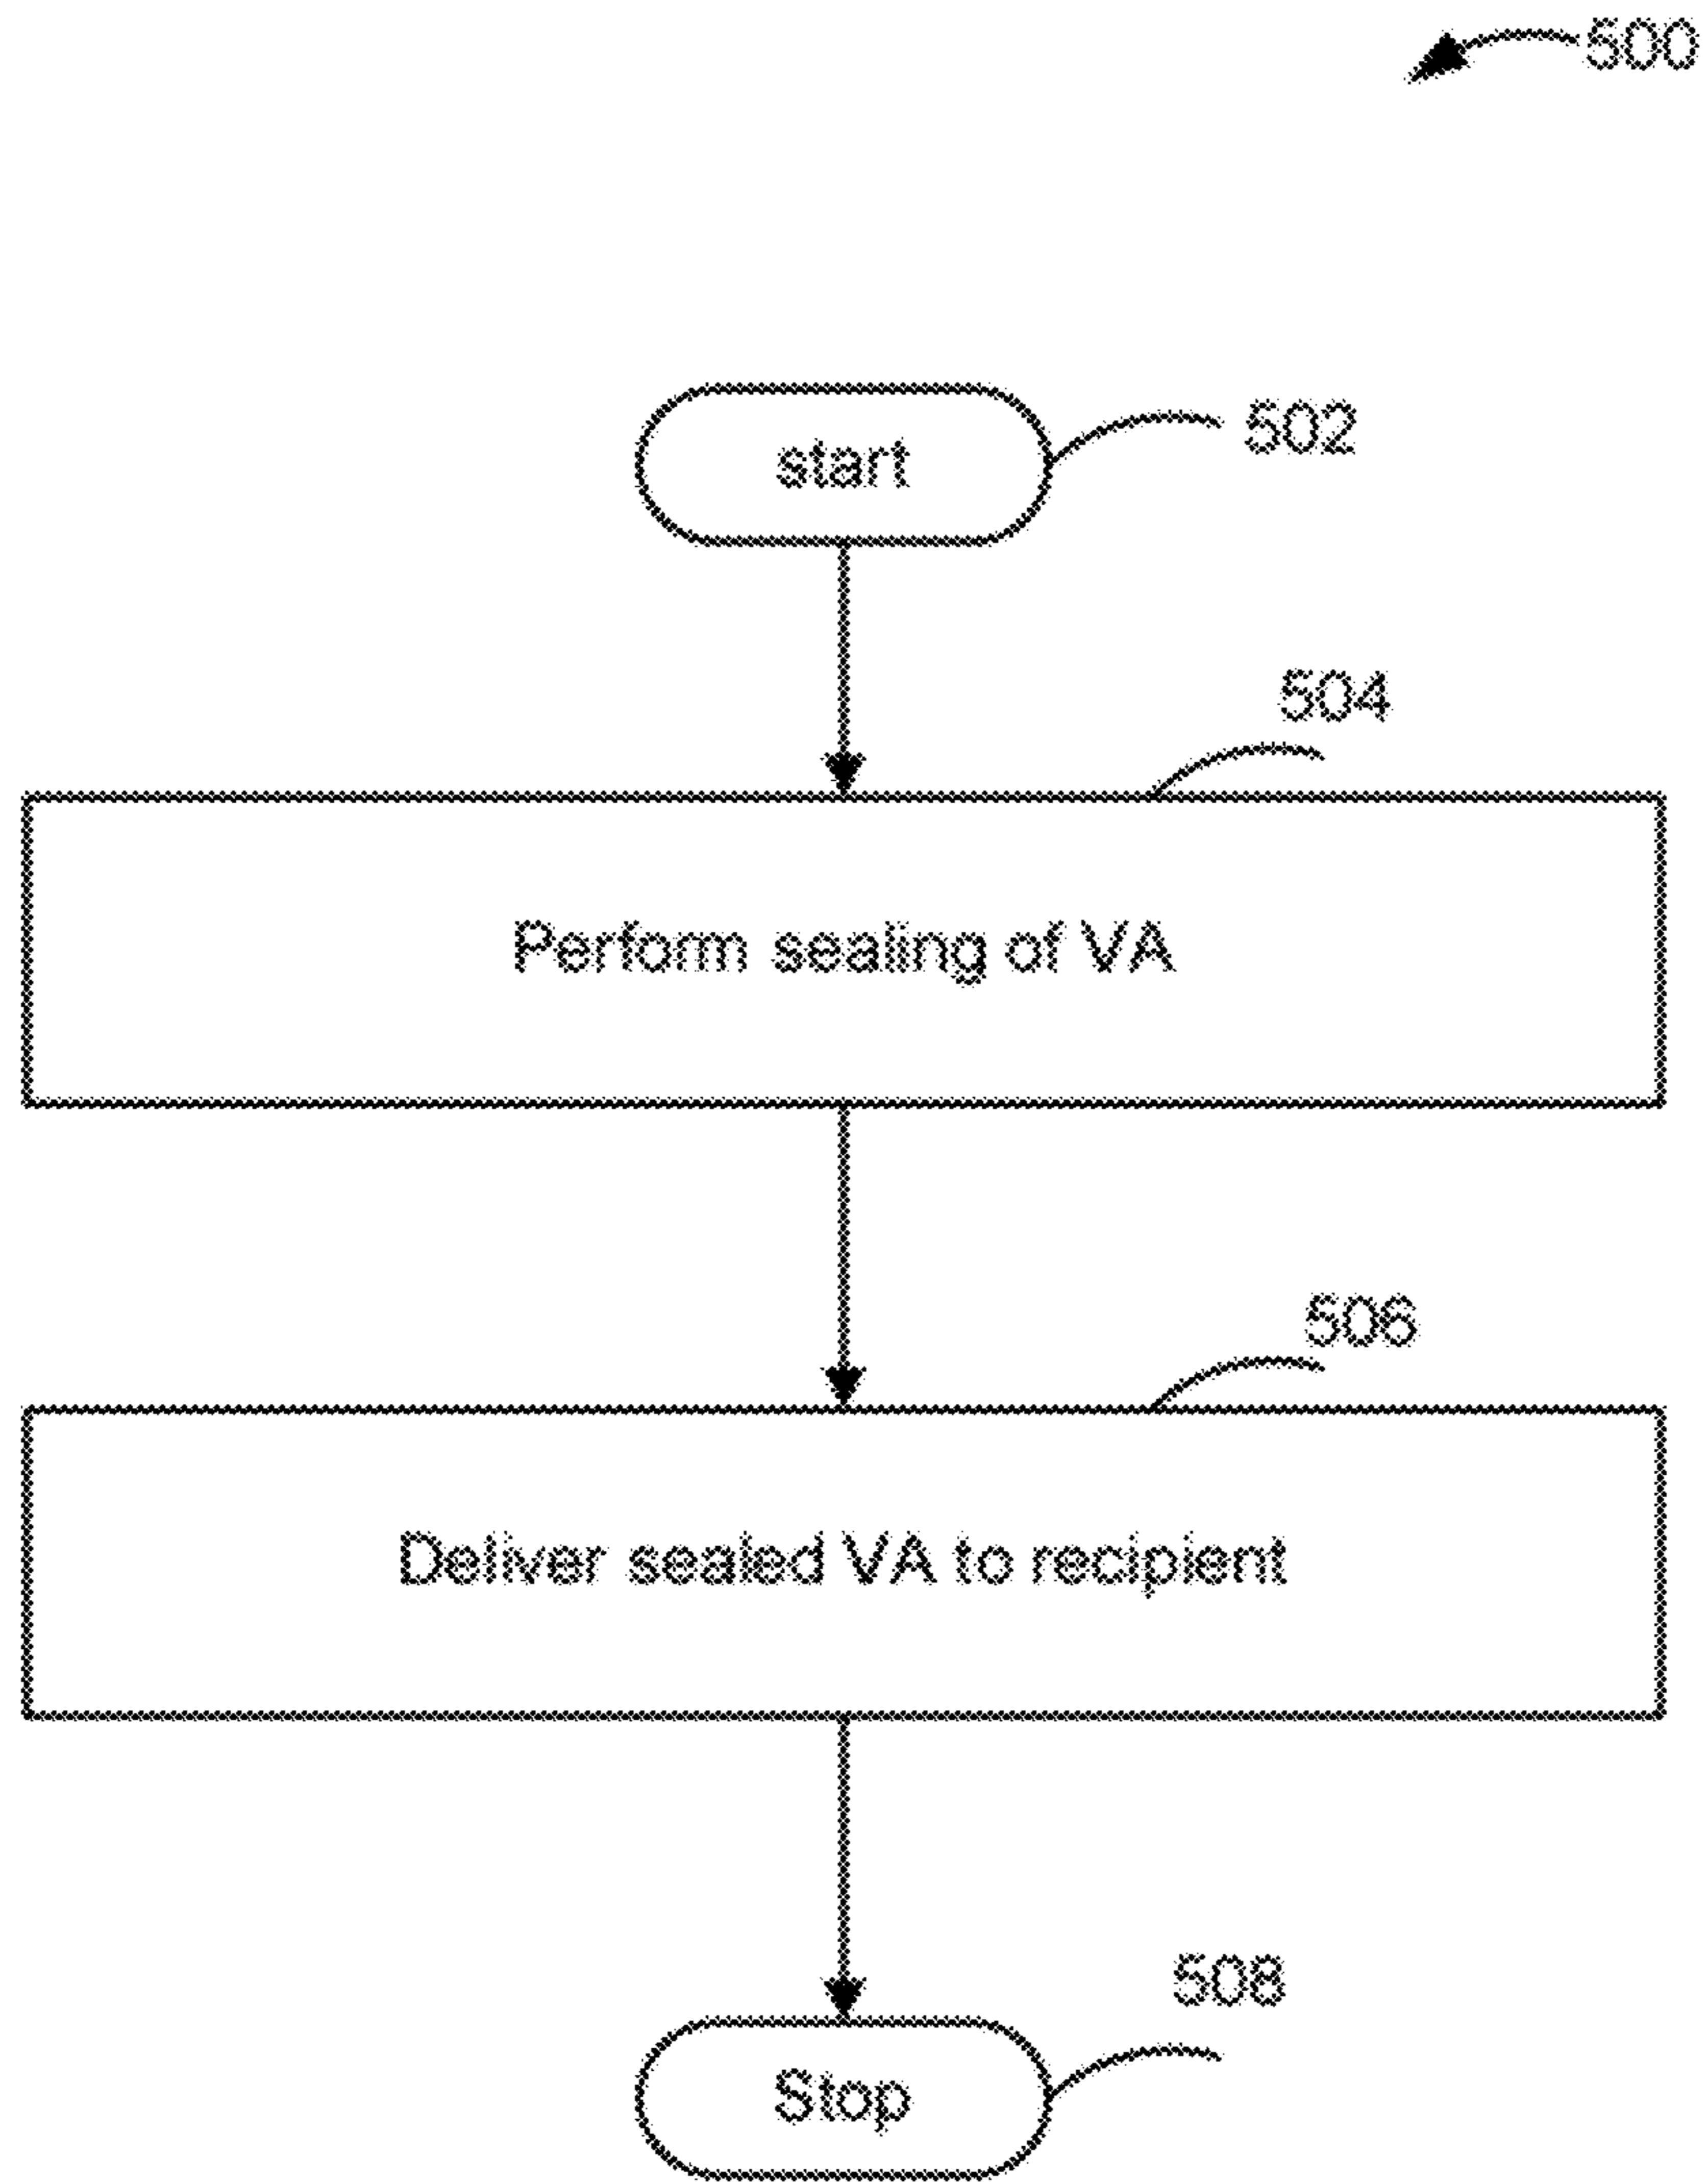 500
start
502
504
Perform sealing of VA
506
Deliver sealed VA to recipient
508
Stop